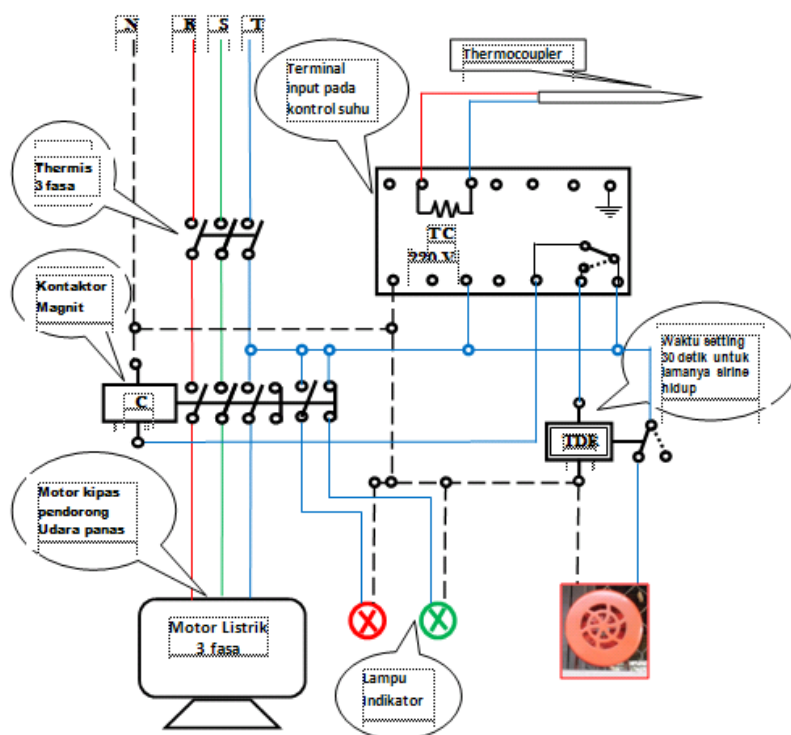 N R S T
Thermocoupler
Terminal
input pada
kontrol suhu
Thermis
3 fasa
TC
220 V
Kontaktor
Magnit
Waktu setting
30 detik untuk
lamanya sirine
hidup
C
TDR
Motor kipas
pendorong
Udara panas
Motor Listrik
3 fasa
Lampu
Indikator